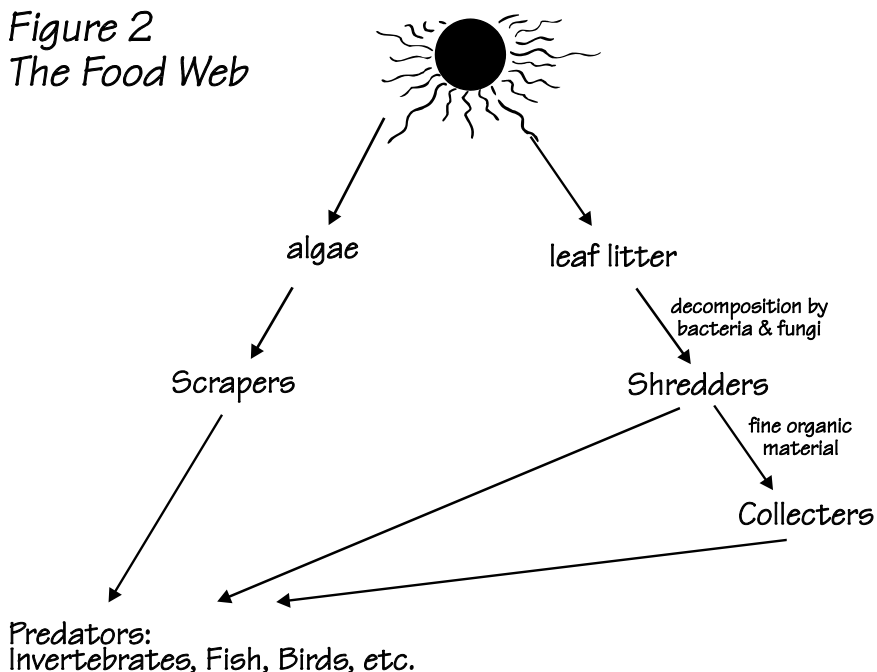 Figure 2
The Food Web
algae
leaf litter
decomposition by
bacteria & fungi
Scrapers
Shredders
fine organic
material
Collecters
Predators:
Invertebrates, Fish, Birds, etc.